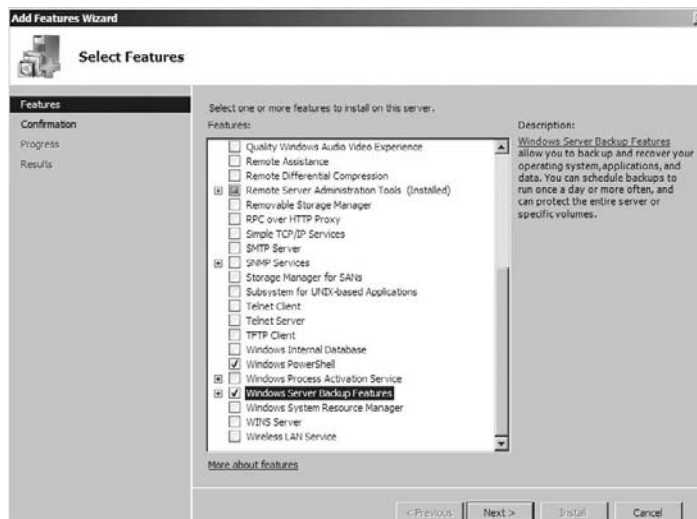 Add Features Wizard
Select Features
Features
Confirmation
Progress
Results
Select one or more features to install on this server.
Features:
Quality Windows Audio Video Experience
Remote Assistance
Remote Differential Compression
Remote Server Administration Tools (Installed)
Removable Storage Manager
RPC over HTTP Proxy
Simple TCP/IP Services
SMTP Server
SNMP Services
Storage Manager for SANs
Subsystem for UNIX-based Applications
Telnet Client
Telnet Server
TFTP Client
Windows Internal Database
Windows PowerShell
Windows Process Activation Service
Windows Server Backup Features
Windows System Resource Manager
WINS Server
Wireless LAN Service
More about features
Description:
Windows Server Backup Features
allow you to back up and recover your
operating system, applications, and
data. You can schedule backups to
run once a day or more often, and
can protect the entire server or
specific volumes.
< Previous
Next >
Install
Cancel